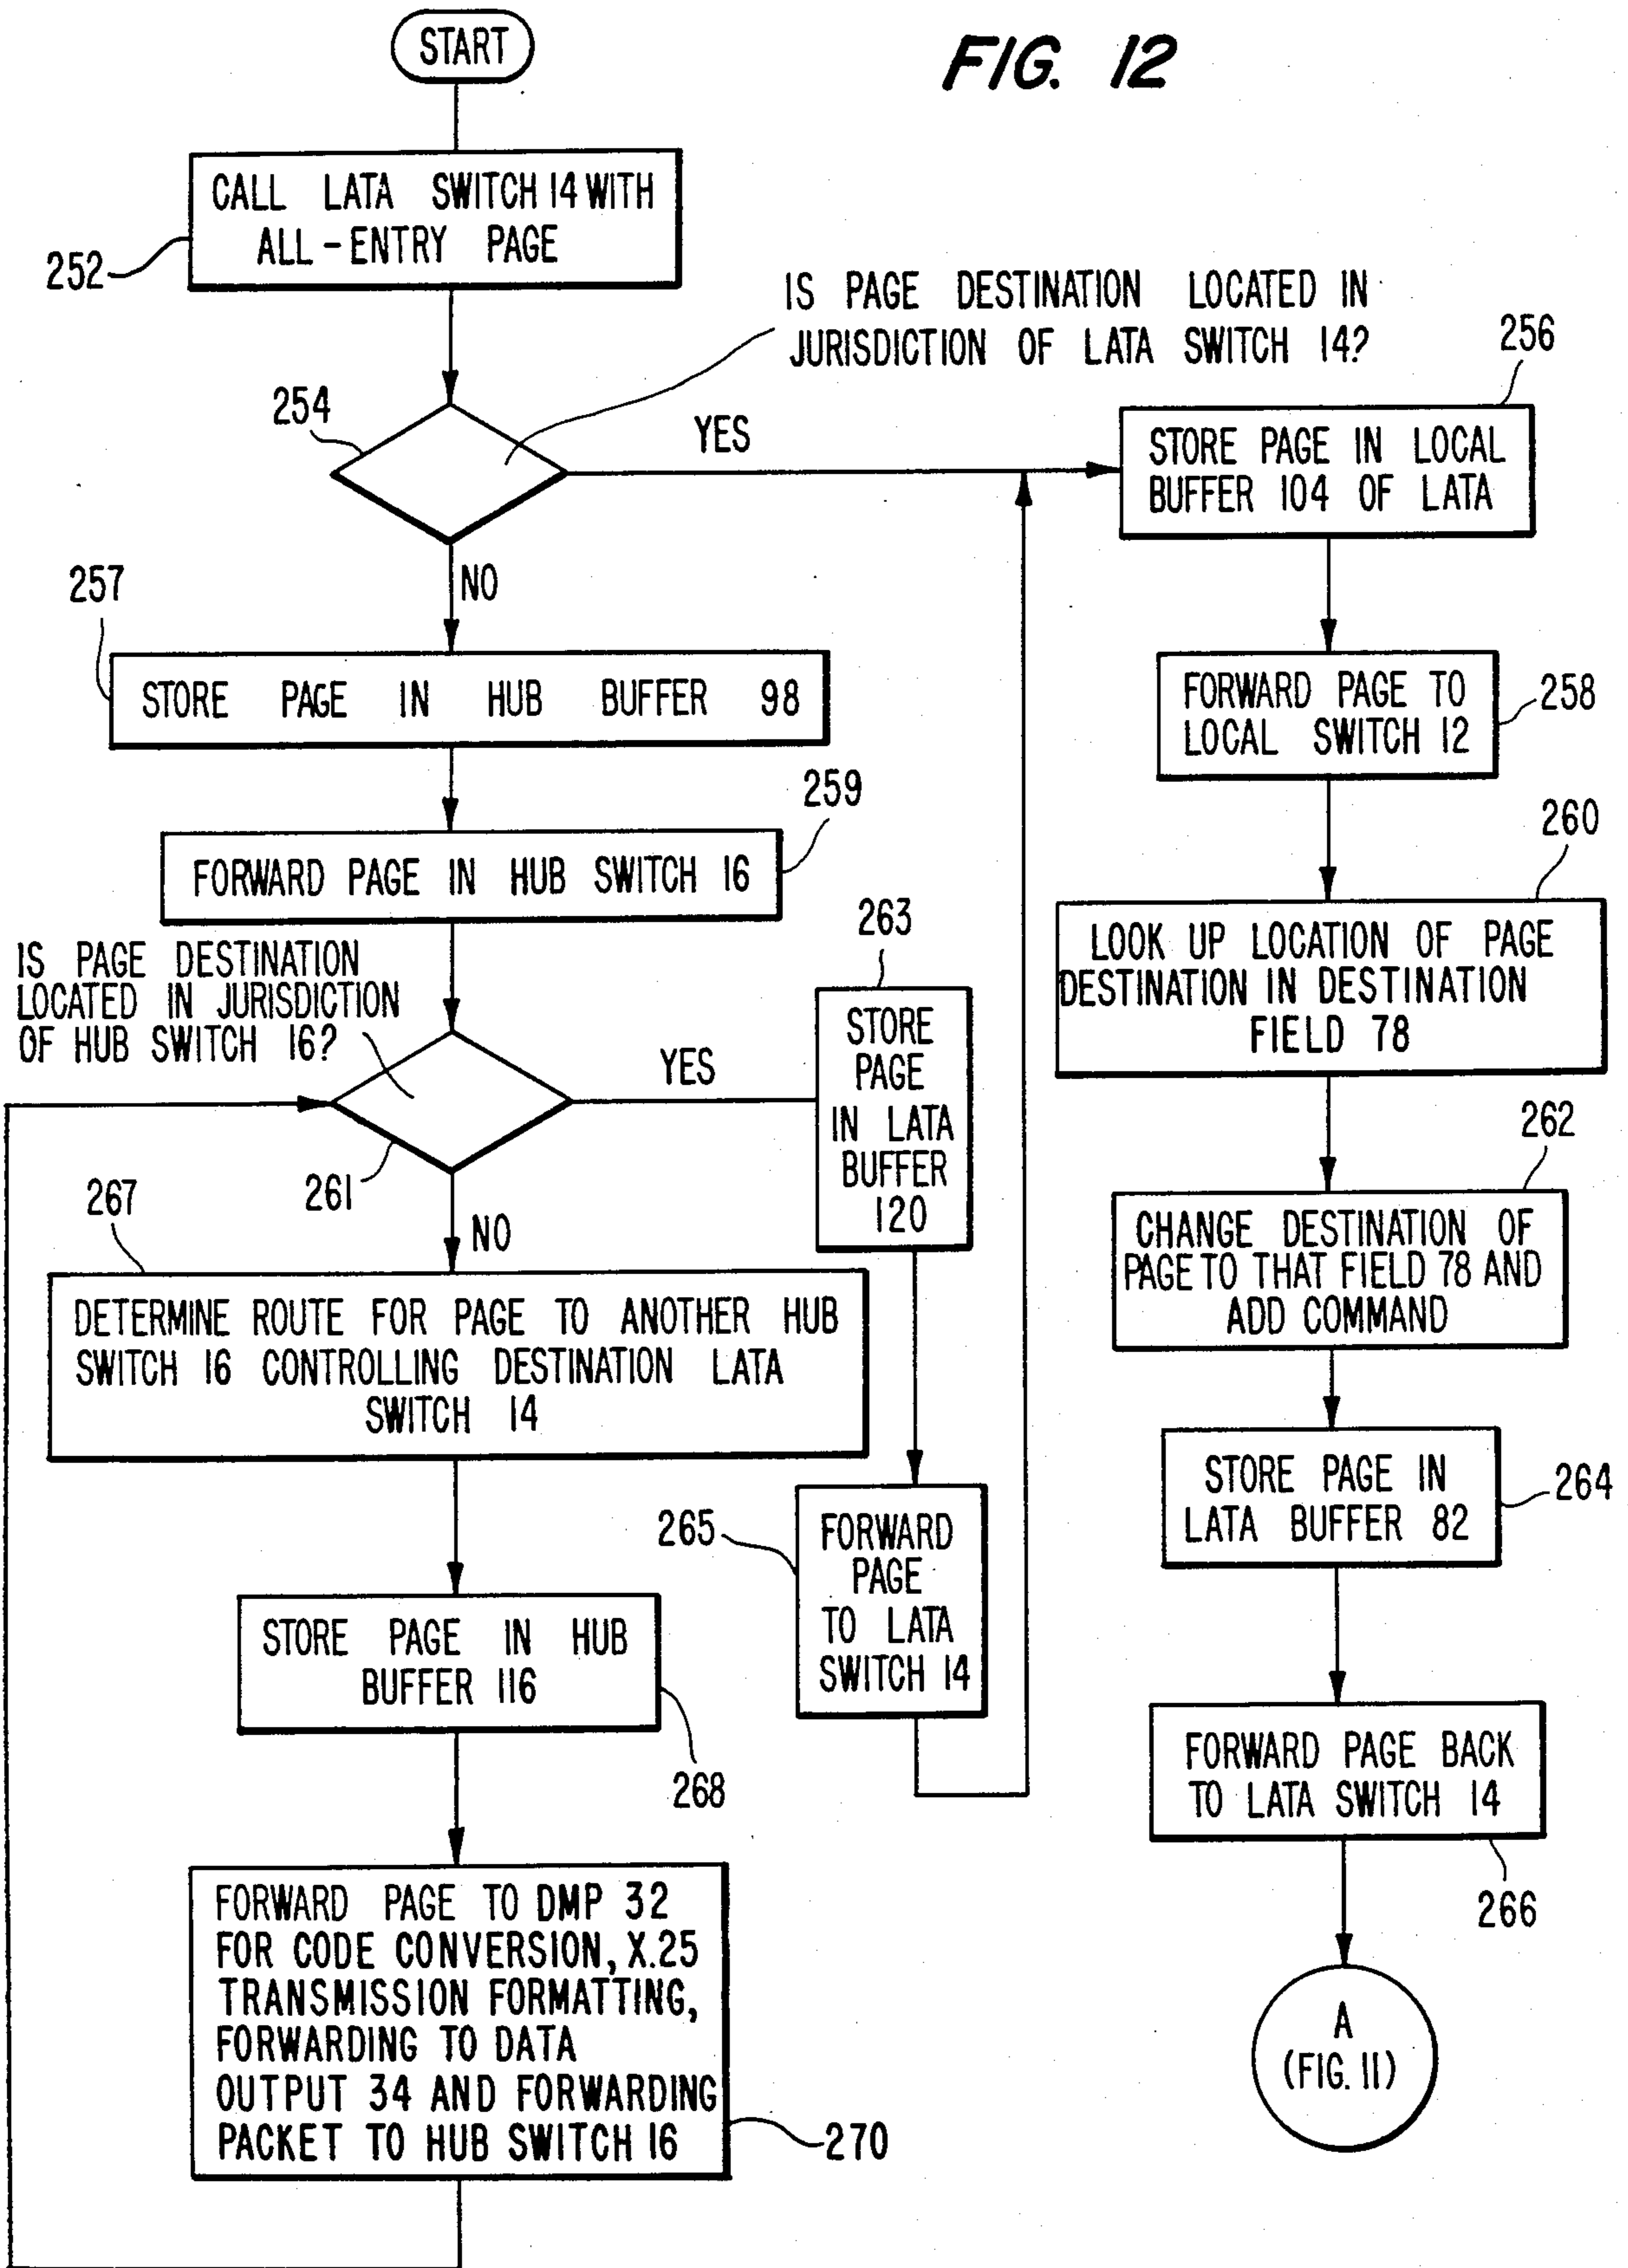 START
FIG. 12
CALL LATA SWITCH 14 WITH
ALL-ENTRY PAGE
252
IS PAGE DESTINATION LOCATED IN
JURISDICTION OF LATA SWITCH 14?
254
YES
NO
256
STORE PAGE IN LOCAL
BUFFER 104 OF LATA
257
STORE PAGE IN HUB BUFFER 98
FORWARD PAGE TO
LOCAL SWITCH 12
258
259
FORWARD PAGE IN HUB SWITCH 16
260
LOOK UP LOCATION OF PAGE
DESTINATION IN DESTINATION
FIELD 78
IS PAGE DESTINATION
LOCATED IN JURISDICTION
OF HUB SWITCH 16?
261
YES
NO
263
STORE
PAGE
IN LATA
BUFFER
120
262
CHANGE DESTINATION OF
PAGE TO THAT FIELD 78 AND
ADD COMMAND
267
DETERMINE ROUTE FOR PAGE TO ANOTHER HUB
SWITCH 16 CONTROLLING DESTINATION LATA
SWITCH 14
265
FORWARD
PAGE
TO LATA
SWITCH 14
STORE PAGE IN
LATA BUFFER 82
264
STORE PAGE IN HUB
BUFFER 116
268
FORWARD PAGE BACK
TO LATA SWITCH 14
266
FORWARD PAGE TO DMP 32
FOR CODE CONVERSION, X.25
TRANSMISSION FORMATTING,
FORWARDING TO DATA
OUTPUT 34 AND FORWARDING
PACKET TO HUB SWITCH 16
270
A
(FIG. 11)